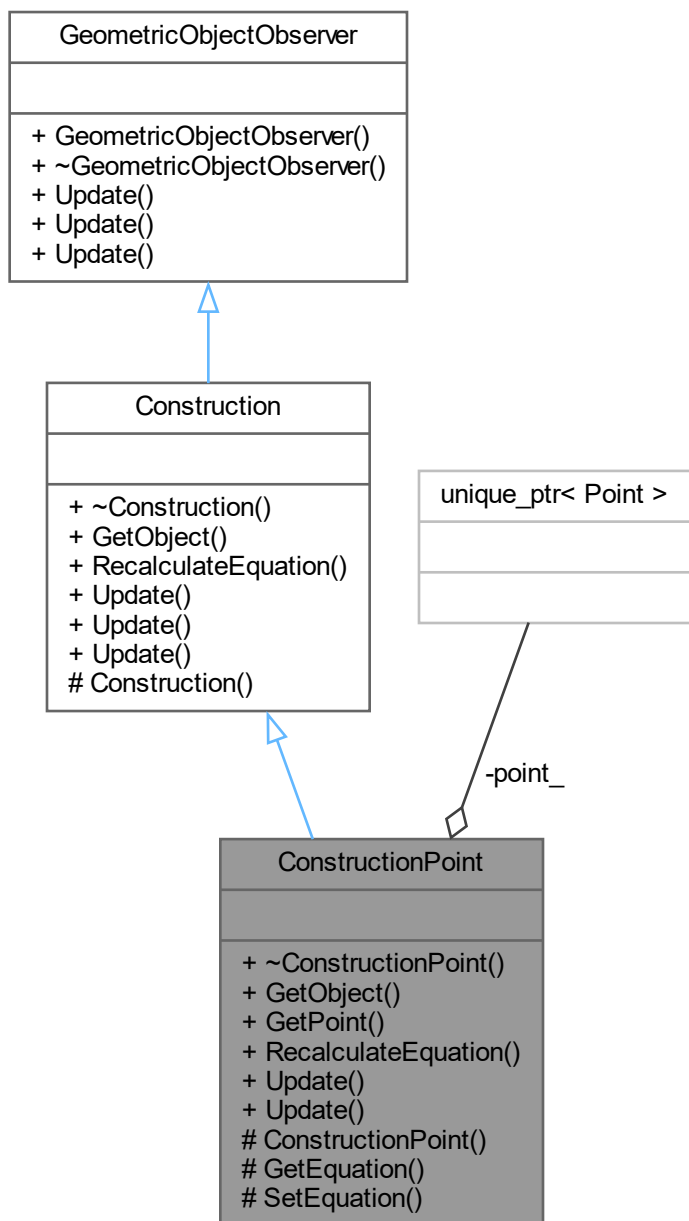 GeometricObjectObserver
+ GeometricObjectObserver()
+ ~GeometricObjectObserver()
+ Update()
+ Update()
+ Update()
Construction
+ ~Construction()
+ GetObject()
+ RecalculateEquation()
+ Update()
+ Update()
+ Update()
# Construction()
unique_ptr< Point >
-point_
ConstructionPoint
+ ~ConstructionPoint()
+ GetObject()
+ GetPoint()
+ RecalculateEquation()
+ Update()
+ Update()
# ConstructionPoint()
# GetEquation()
# SetEquation()